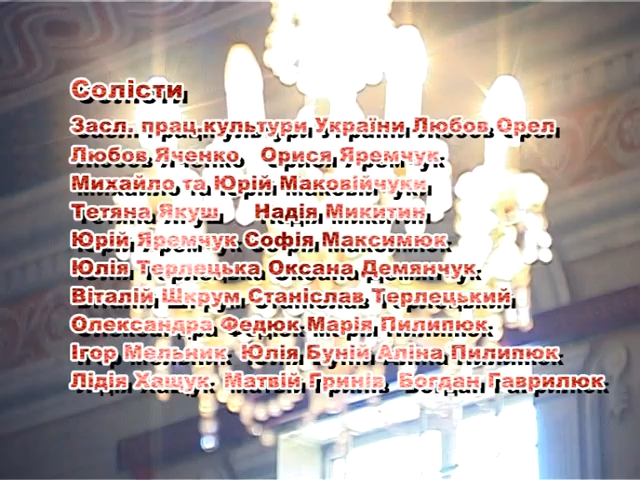 Солісти
Засл. прац.культури України Любов Орел
Любов Яченко Орися Яремчук
Михайло та Юрій Маковійчуки
Тетяна Якуш Надія Микитин
Юрій Яремчук Софія Максимюк
Юлія Терлецька Оксана Демянчук
Віталій Шкрум Станіслав Терлецький
Олександра Федюк Марія Пилипюк
Ігор Мельник Юлія Буній Аліна Пилипюк
Лідія Хащук Матвій Гринів Богдан Гаврилюк